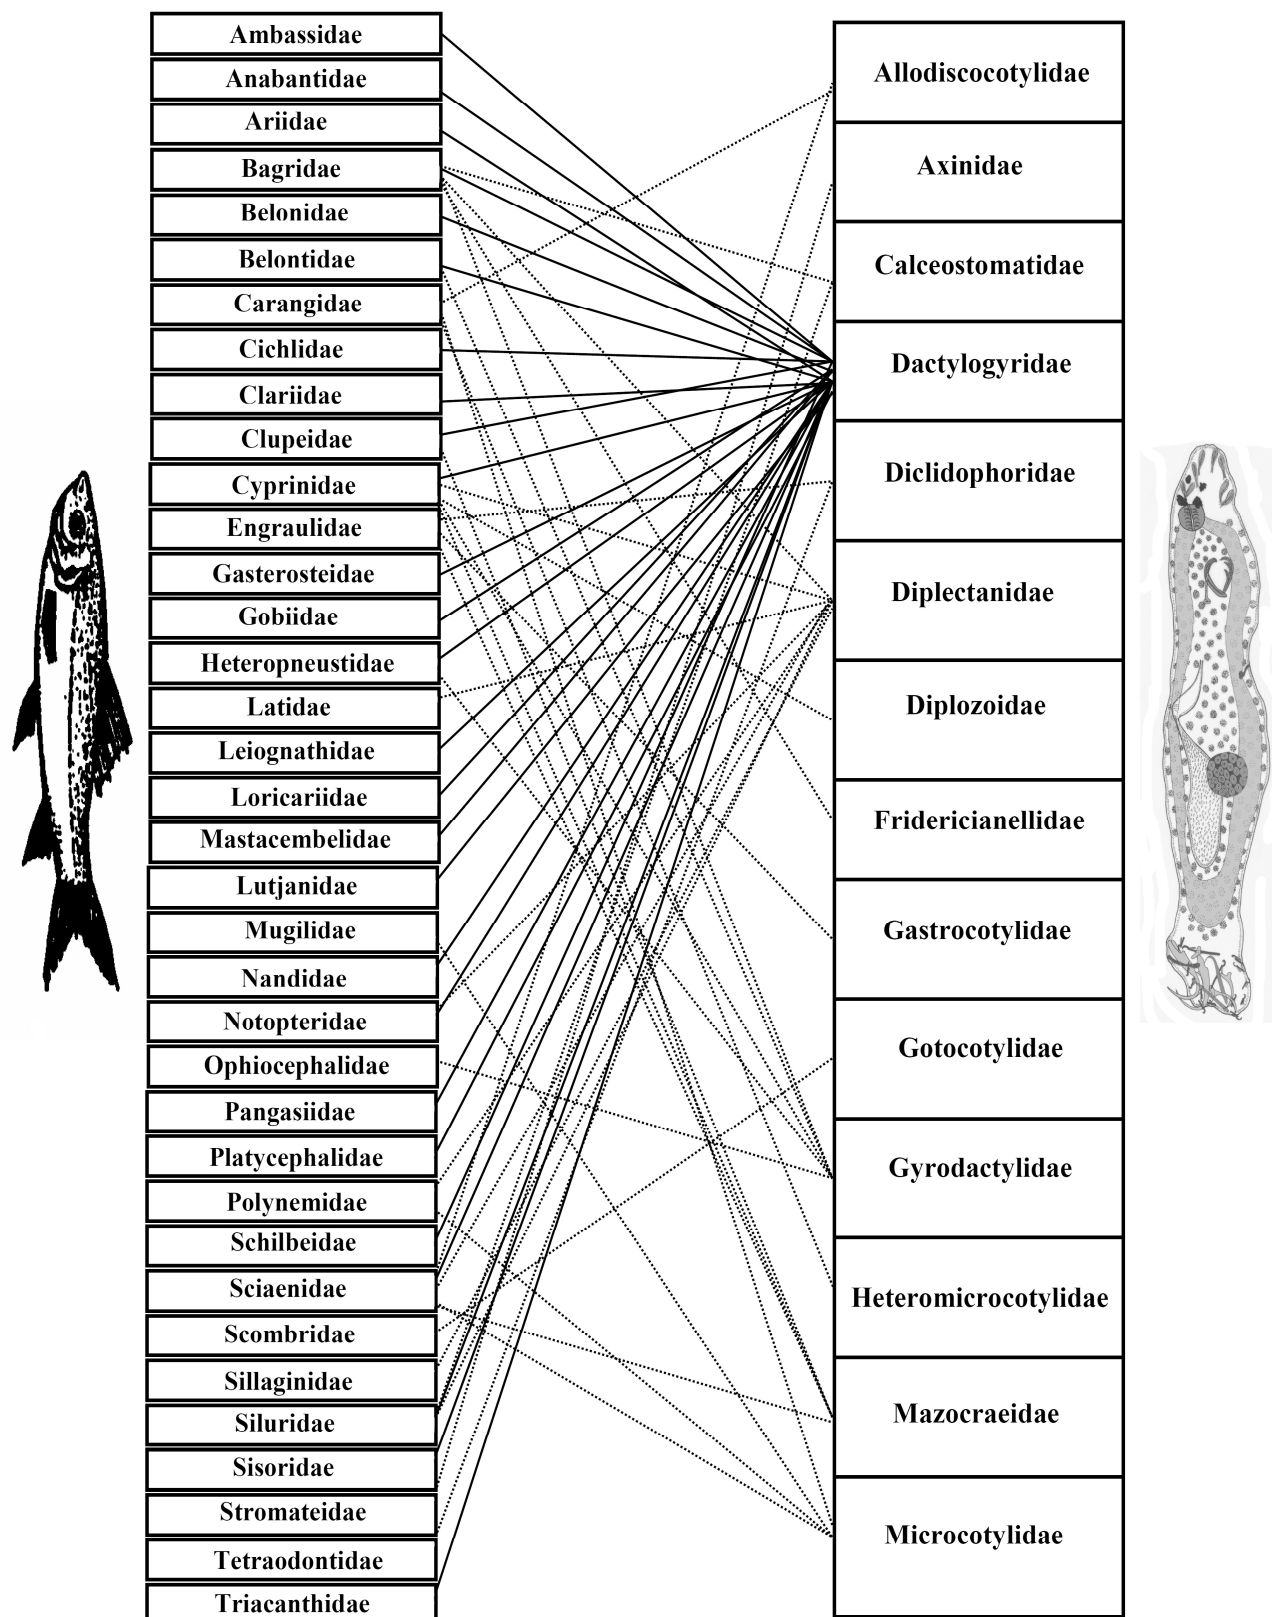 Ambassidae
Anabantidae
Ariidae
Bagridae
Belonidae
Belontidae
Carangidae
Cichlidae
Clariidae
Clupeidae
Cyprinidae
Engraulidae
Gasterosteidae
Gobiidae
Heteropneustidae
Latidae
Leiognathidae
Loricariidae
Mastacembelidae
Lutjanidae
Mugilidae
Nandidae
Notopteridae
Ophiocephalidae
Pangasiidae
Platycephalidae
Polynemidae
Schilbeidae
Sciaenidae
Scombridae
Sillaginidae
Siluridae
Sisoridae
Stromateidae
Tetraodontidae
Triacanthidae
Allodiscocotylidae
Axinidae
Calceostomatidae
Dactylogyridae
Diclidophoridae
Diplectanidae
Diplozoidae
Fridericianellidae
Gastrocotylidae
Gotocotylidae
Gyrodactylidae
Heteromicrocotylidae
Mazocraeidae
Microcotylidae